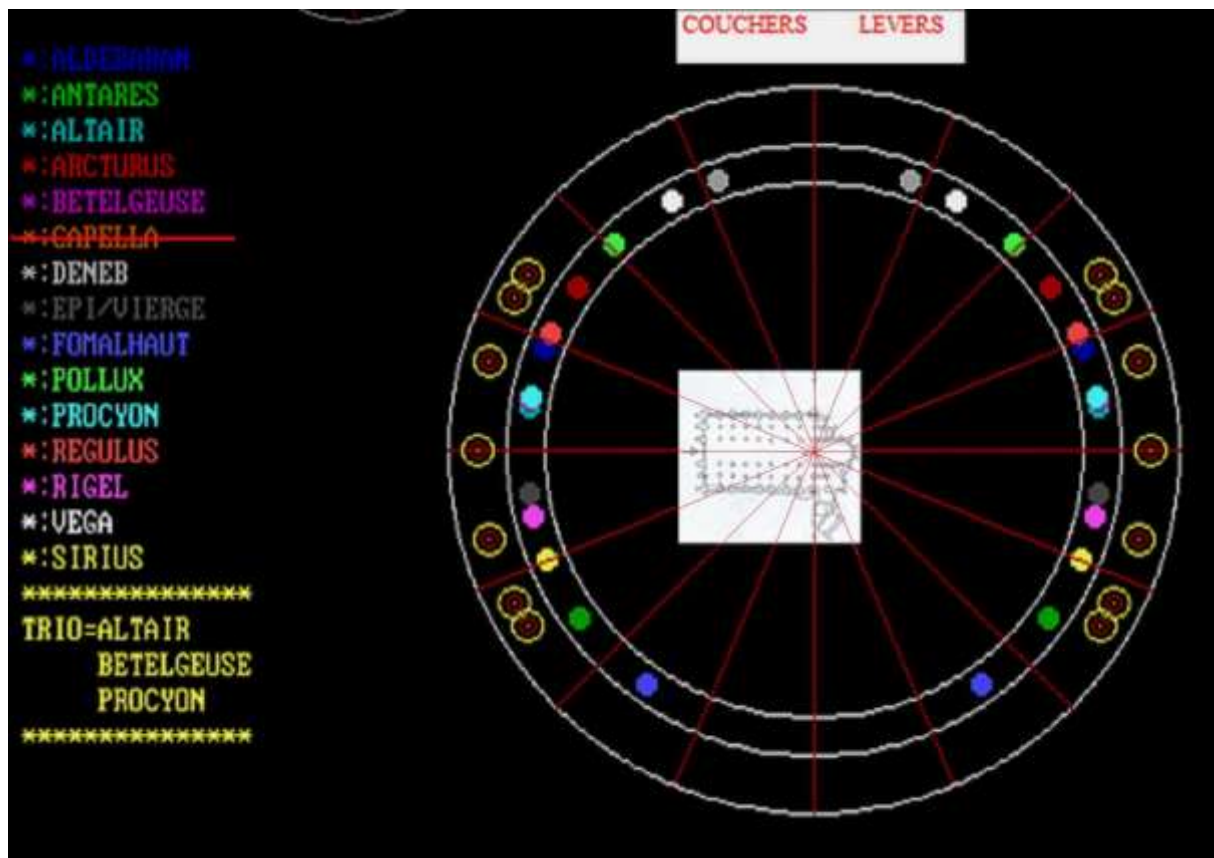 COUCHERS LEVERS
*:ALDEBARAN
*:ANTARES
*:ALTAIR
*:ARCTURUS
*:BETELGEUSE
*:CAPELLA
*:DENEB
*:EPI/VIERGE
*:FOMALHAUT
*:POLLUX
*:PROCYON
*:REGULUS
*:RIGEL
*:VEGA
*:SIRIUS
***************
TRIO=ALTAIR
BETELGEUSE
PROCYON
***************